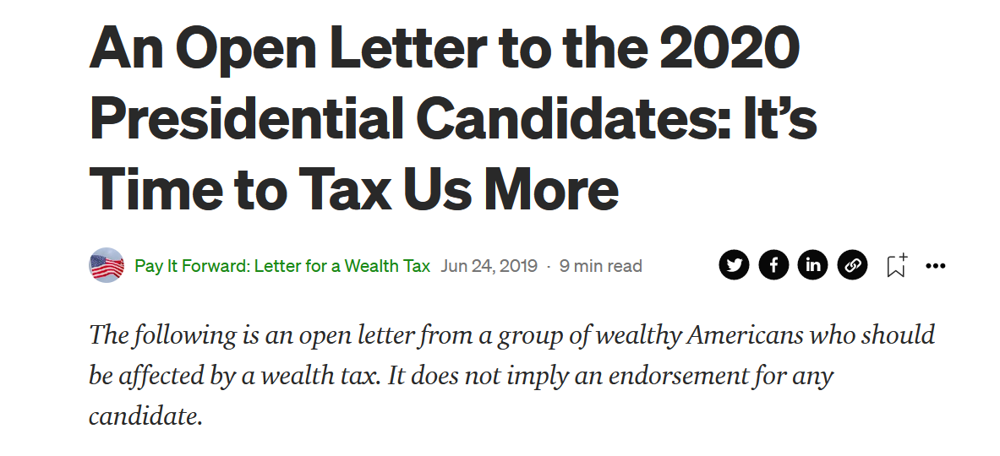 An Open Letter to the 2020
Presidential Candidates: It’s
Time to Tax Us More
Pay It Forward: Letter for a Wealth Tax Jun 24, 2019 · 9 min read
The following is an open letter from a group of wealthy Americans who should
be affected by a wealth tax. It does not imply an endorsement for any
candidate.